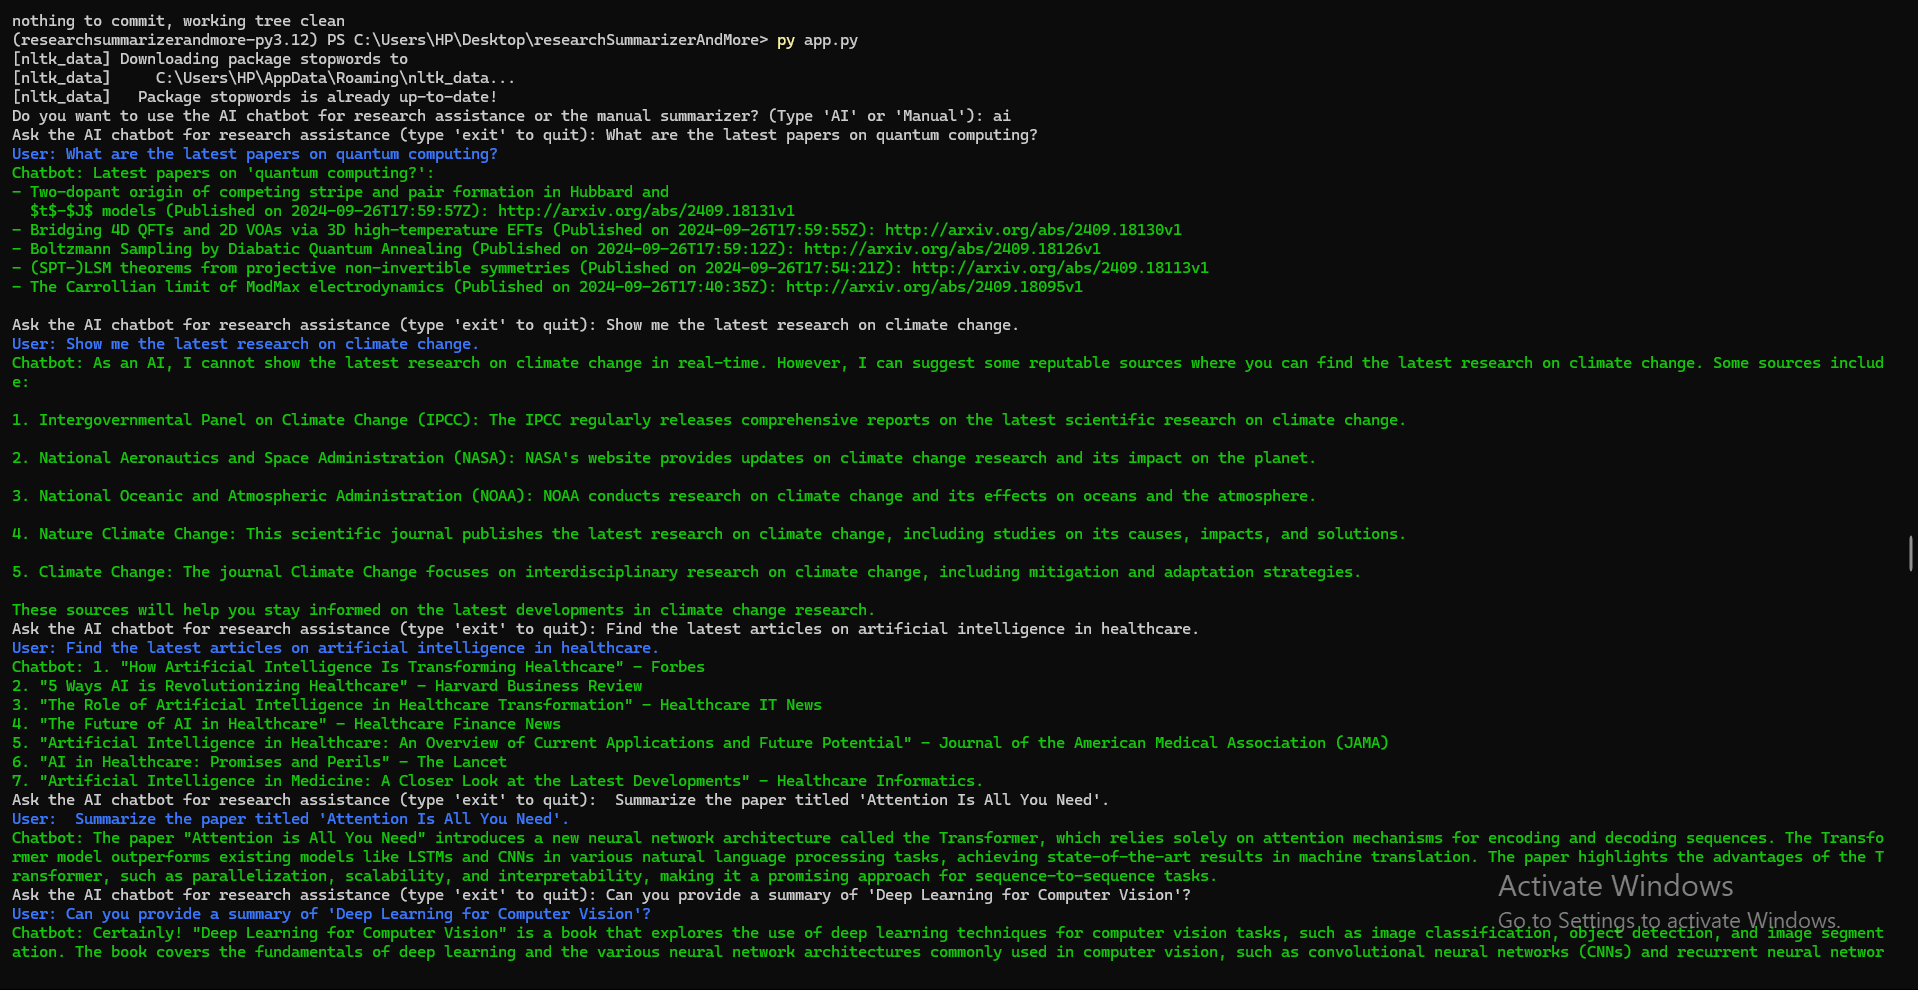 nothing to commit, working tree clean
(researchsummarizerandmore-py3.12) PS C:\Users\HP\Desktop\researchSummarizerAndMore> py app.py
[nltk_data] Downloading package stopwords to
[nltk_data]     C:\Users\HP\AppData\Roaming\nltk_data...
[nltk_data]   Package stopwords is already up-to-date!
Do you want to use the AI chatbot for research assistance or the manual summarizer? (Type 'AI' or 'Manual'): ai
Ask the AI chatbot for research assistance (type 'exit' to quit): What are the latest papers on quantum computing?
User: What are the latest papers on quantum computing?
Chatbot: Latest papers on 'quantum computing?':
- Two-dopant origin of competing stripe and pair formation in Hubbard and
  $t$-$J$ models (Published on 2024-09-26T17:59:57Z): http://arxiv.org/abs/2409.18131v1
- Bridging 4D QFTs and 2D VOAs via 3D high-temperature EFTs (Published on 2024-09-26T17:59:55Z): http://arxiv.org/abs/2409.18130v1
- Boltzmann Sampling by Diabatic Quantum Annealing (Published on 2024-09-26T17:59:12Z): http://arxiv.org/abs/2409.18126v1
- (SPT-)LSM theorems from projective non-invertible symmetries (Published on 2024-09-26T17:54:21Z): http://arxiv.org/abs/2409.18113v1
- The Carrollian limit of ModMax electrodynamics (Published on 2024-09-26T17:40:35Z): http://arxiv.org/abs/2409.18095v1
Ask the AI chatbot for research assistance (type 'exit' to quit): Show me the latest research on climate change.
User: Show me the latest research on climate change.
Chatbot: As an AI, I cannot show the latest research on climate change in real-time. However, I can suggest some reputable sources where you can find the latest research on climate change. Some sources includ
e:
1. Intergovernmental Panel on Climate Change (IPCC): The IPCC regularly releases comprehensive reports on the latest scientific research on climate change.
2. National Aeronautics and Space Administration (NASA): NASA's website provides updates on climate change research and its impact on the planet.
3. National Oceanic and Atmospheric Administration (NOAA): NOAA conducts research on climate change and its effects on oceans and the atmosphere.
4. Nature Climate Change: This scientific journal publishes the latest research on climate change, including studies on its causes, impacts, and solutions.
5. Climate Change: The journal Climate Change focuses on interdisciplinary research on climate change, including mitigation and adaptation strategies.
These sources will help you stay informed on the latest developments in climate change research.
Ask the AI chatbot for research assistance (type 'exit' to quit): Find the latest articles on artificial intelligence in healthcare.
User: Find the latest articles on artificial intelligence in healthcare.
Chatbot: 1. "How Artificial Intelligence Is Transforming Healthcare" - Forbes
2. "5 Ways AI is Revolutionizing Healthcare" - Harvard Business Review
3. "The Role of Artificial Intelligence in Healthcare Transformation" - Healthcare IT News
4. "The Future of AI in Healthcare" - Healthcare Finance News
5. "Artificial Intelligence in Healthcare: An Overview of Current Applications and Future Potential" - Journal of the American Medical Association (JAMA)
6. "AI in Healthcare: Promises and Perils" - The Lancet
7. "Artificial Intelligence in Medicine: A Closer Look at the Latest Developments" - Healthcare Informatics.
Ask the AI chatbot for research assistance (type 'exit' to quit):  Summarize the paper titled 'Attention Is All You Need'.
User:  Summarize the paper titled 'Attention Is All You Need'.
Chatbot: The paper "Attention is All You Need" introduces a new neural network architecture called the Transformer, which relies solely on attention mechanisms for encoding and decoding sequences. The Transfo
rmer model outperforms existing models like LSTMs and CNNs in various natural language processing tasks, achieving state-of-the-art results in machine translation. The paper highlights the advantages of the T
ransformer, such as parallelization, scalability, and interpretability, making it a promising approach for sequence-to-sequence tasks.
Ask the AI chatbot for research assistance (type 'exit' to quit): Can you provide a summary of 'Deep Learning for Computer Vision'?
User: Can you provide a summary of 'Deep Learning for Computer Vision'?
Chatbot: Certainly! "Deep Learning for Computer Vision" is a book that explores the use of deep learning techniques for computer vision tasks, such as image classification, object detection, and image segment
ation. The book covers the fundamentals of deep learning and the various neural network architectures commonly used in computer vision, such as convolutional neural networks (CNNs) and recurrent neural networ
Activate Windows
Go to Settings to activate Windows.